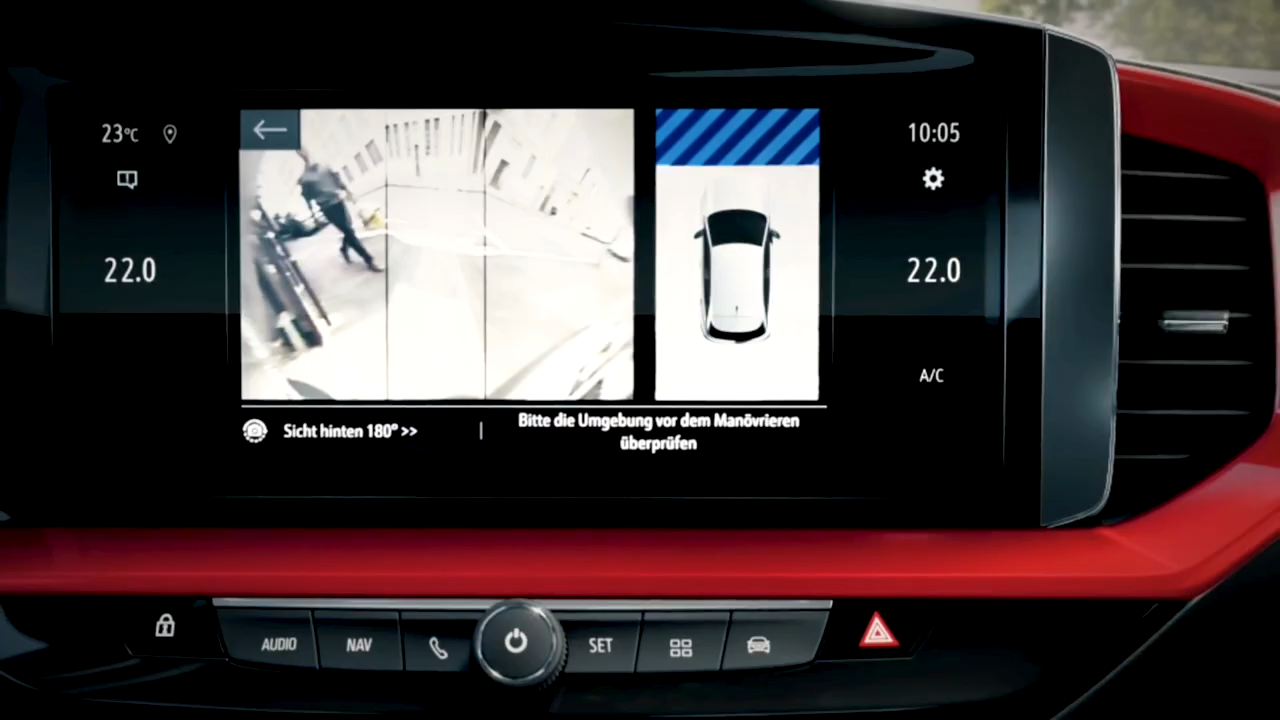 23°C
10:05
22.0
22.0
A/C
Sicht hinten 180° >>
Bitte die Umgebung vor dem Manövrieren
überprüfen
AUDIO
NAV
SET